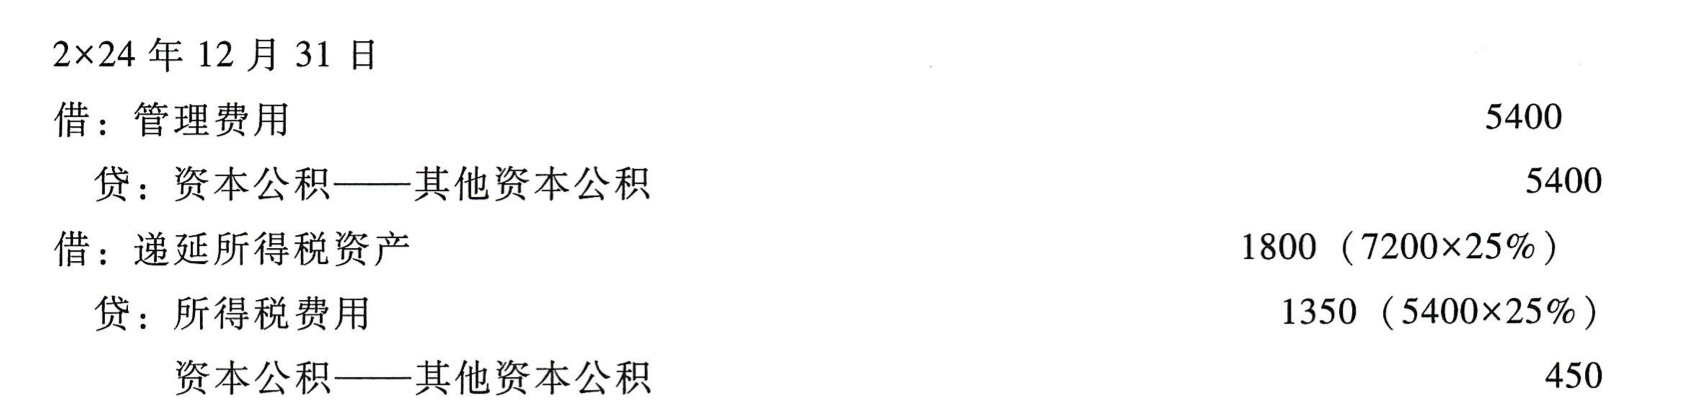 2×24 年 12 月 31 日
借：管理费用 5400
贷：资本公积——其他资本公积 5400
借：递延所得税资产 1800（7200×25%）
贷：所得税费用 1350（5400×25%）
资本公积——其他资本公积 450